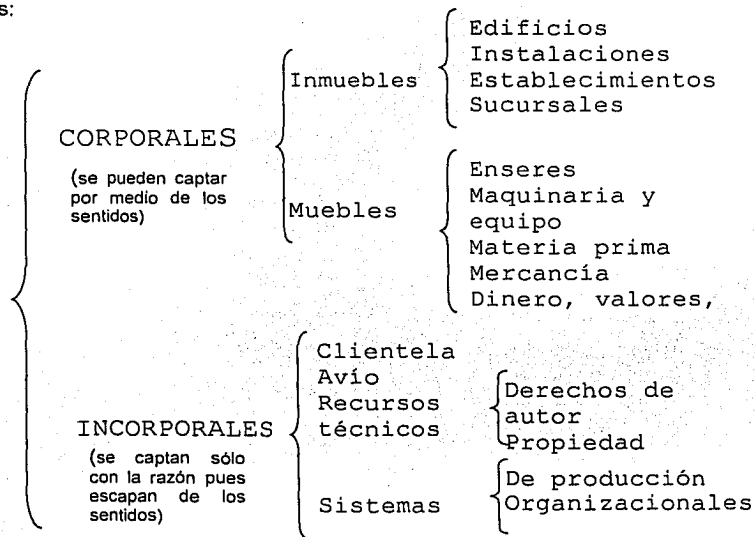 s:
CORPORALES
(se pueden captar
por medio de los
sentidos)
Inmuebles
Edificios
Instalaciones
Establecimientos
Sucursales
Muebles
Enseres
Maquinaria y
equipo
Materia prima
Mercancía
Dinero, valores,
INCORPORALES
(se captan sólo
con la razón pues
escapan de los
sentidos)
Clientela
Avío
Recursos
técnicos
Derechos de
autor
Propiedad
Sistemas
De producción
Organizacionales